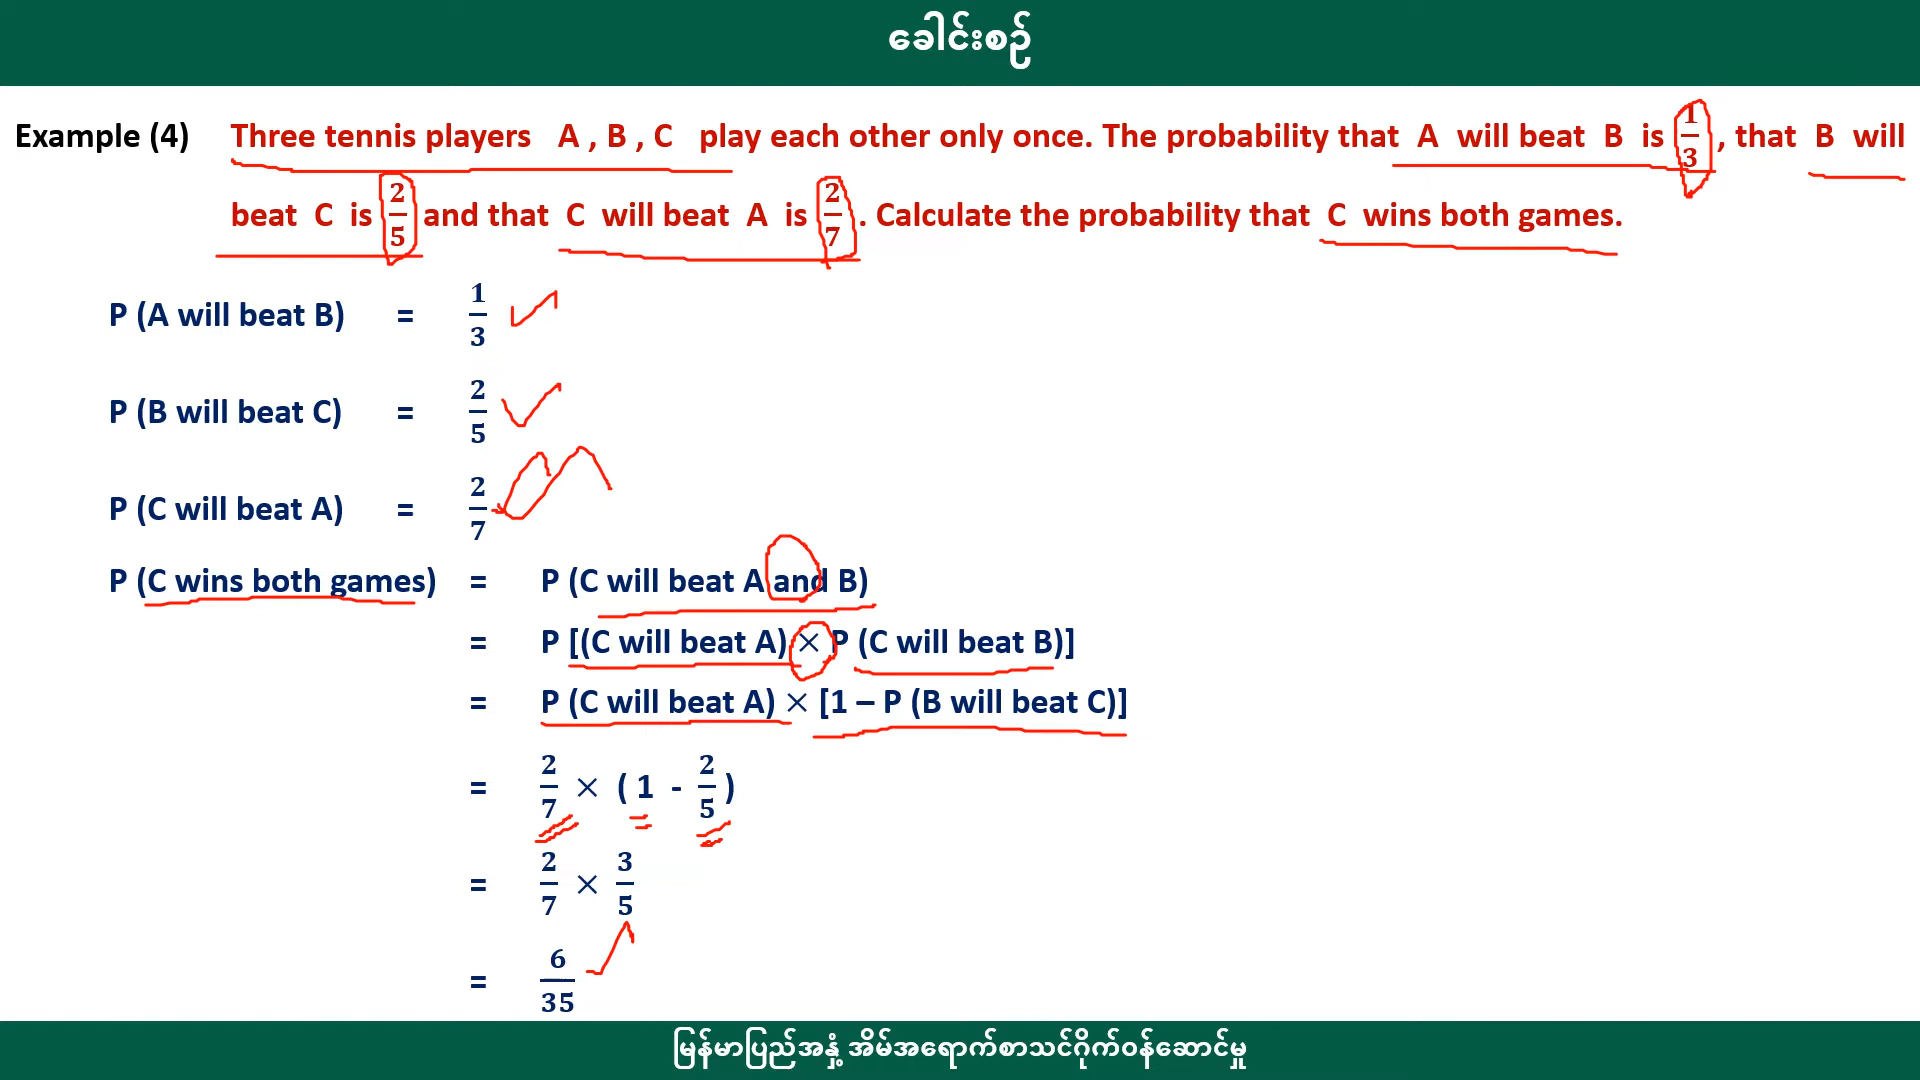 ခေါင်းစဉ်
Example (4) Three tennis players A , B , C play each other only once. The probability that A will beat B is 1/3 , that B will
beat C is 2/5 and that C will beat A is 2/7 . Calculate the probability that C wins both games.
P (A will beat B) = 1/3
P (B will beat C) = 2/5
P (C will beat A) = 2/7
P (C wins both games) = P (C will beat A and B)
= P [(C will beat A) × P (C will beat B)]
= P (C will beat A) × [1 – P (B will beat C)]
= 2/7 × ( 1 - 2/5 )
= 2/7 × 3/5
= 6/35
မြန်မာပြည်အနှံ့ အိမ်အရောက်စာသင်ဂိုက်ဝန်ဆောင်မှု